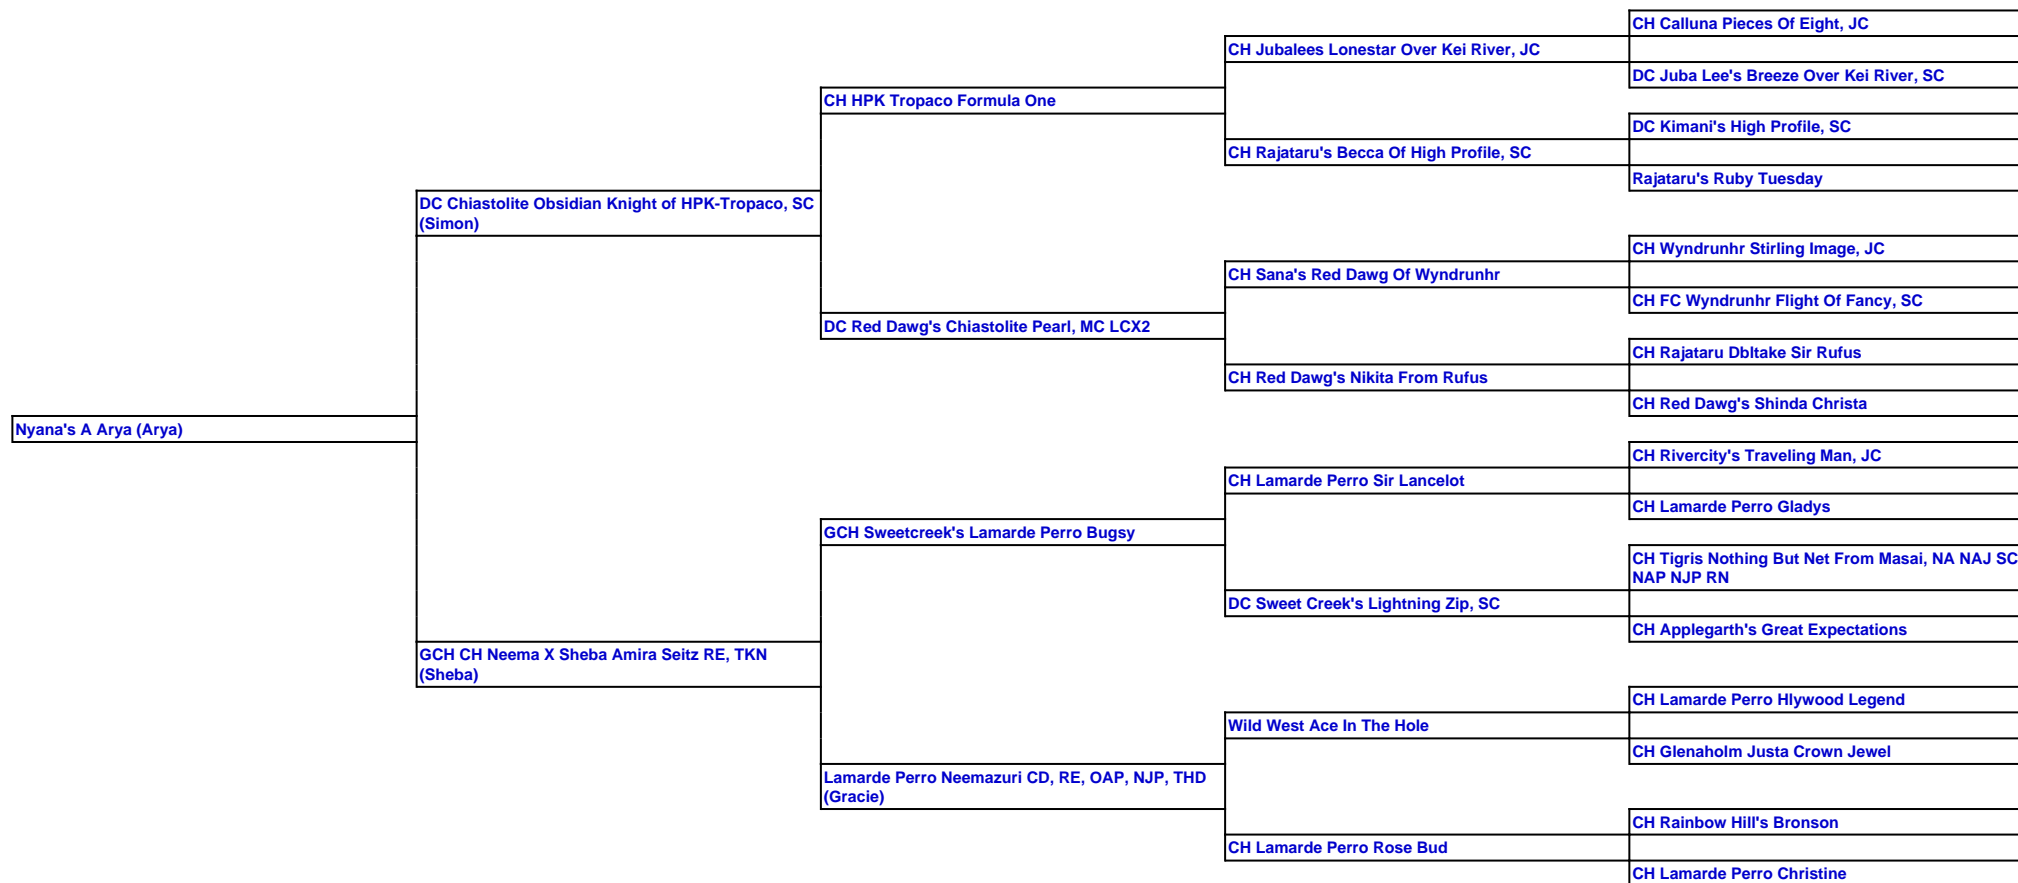 CH Calluna Pieces Of Eight, JC
CH Jubalees Lonestar Over Kei River, JC
DC Juba Lee's Breeze Over Kei River, SC
CH HPK Tropaco Formula One
DC Kimani's High Profile, SC
CH Rajataru's Becca Of High Profile, SC
Rajataru's Ruby Tuesday
DC Chiastolite Obsidian Knight of HPK-Tropaco, SC
(Simon)
CH Wyndrunhr Stirling Image, JC
CH Sana's Red Dawg Of Wyndrunhr
CH FC Wyndrunhr Flight Of Fancy, SC
DC Red Dawg's Chiastolite Pearl, MC LCX2
CH Rajataru Dbltake Sir Rufus
CH Red Dawg's Nikita From Rufus
CH Red Dawg's Shinda Christa
Nyana's A Arya (Arya)
CH Rivercity's Traveling Man, JC
CH Lamarde Perro Sir Lancelot
CH Lamarde Perro Gladys
GCH Sweetcreek's Lamarde Perro Bugsy
CH Tigris Nothing But Net From Masai, NA NAJ SC
NAP NJP RN
DC Sweet Creek's Lightning Zip, SC
CH Applegarth's Great Expectations
GCH CH Neema X Sheba Amira Seitz RE, TKN
(Sheba)
CH Lamarde Perro Hlywood Legend
Wild West Ace In The Hole
CH Glenaholm Justa Crown Jewel
Lamarde Perro Neemazuri CD, RE, OAP, NJP, THD
(Gracie)
CH Rainbow Hill's Bronson
CH Lamarde Perro Rose Bud
CH Lamarde Perro Christine